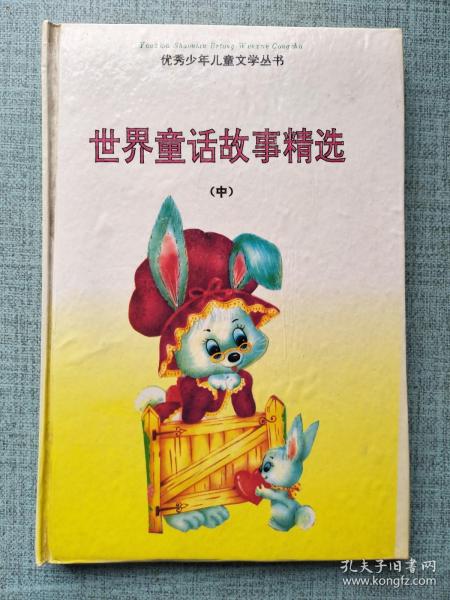 Youxiu Shaonian Ertong Wenxue Congshu
优秀少年儿童文学丛书
世界童话故事精选
（中）
孔夫子旧书网
www.kongfz.com